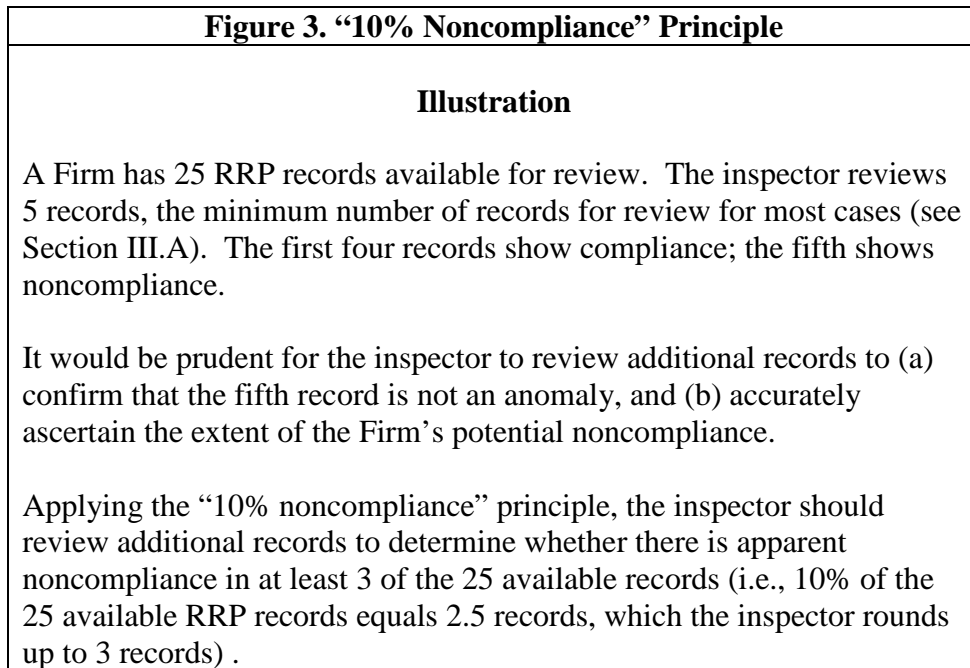 Figure 3. “10% Noncompliance” Principle
Illustration
A Firm has 25 RRP records available for review.  The inspector reviews
5 records, the minimum number of records for review for most cases (see
Section III.A).  The first four records show compliance; the fifth shows
noncompliance.
It would be prudent for the inspector to review additional records to (a)
confirm that the fifth record is not an anomaly, and (b) accurately
ascertain the extent of the Firm’s potential noncompliance.
Applying the “10% noncompliance” principle, the inspector should
review additional records to determine whether there is apparent
noncompliance in at least 3 of the 25 available records (i.e., 10% of the
25 available RRP records equals 2.5 records, which the inspector rounds
up to 3 records) .